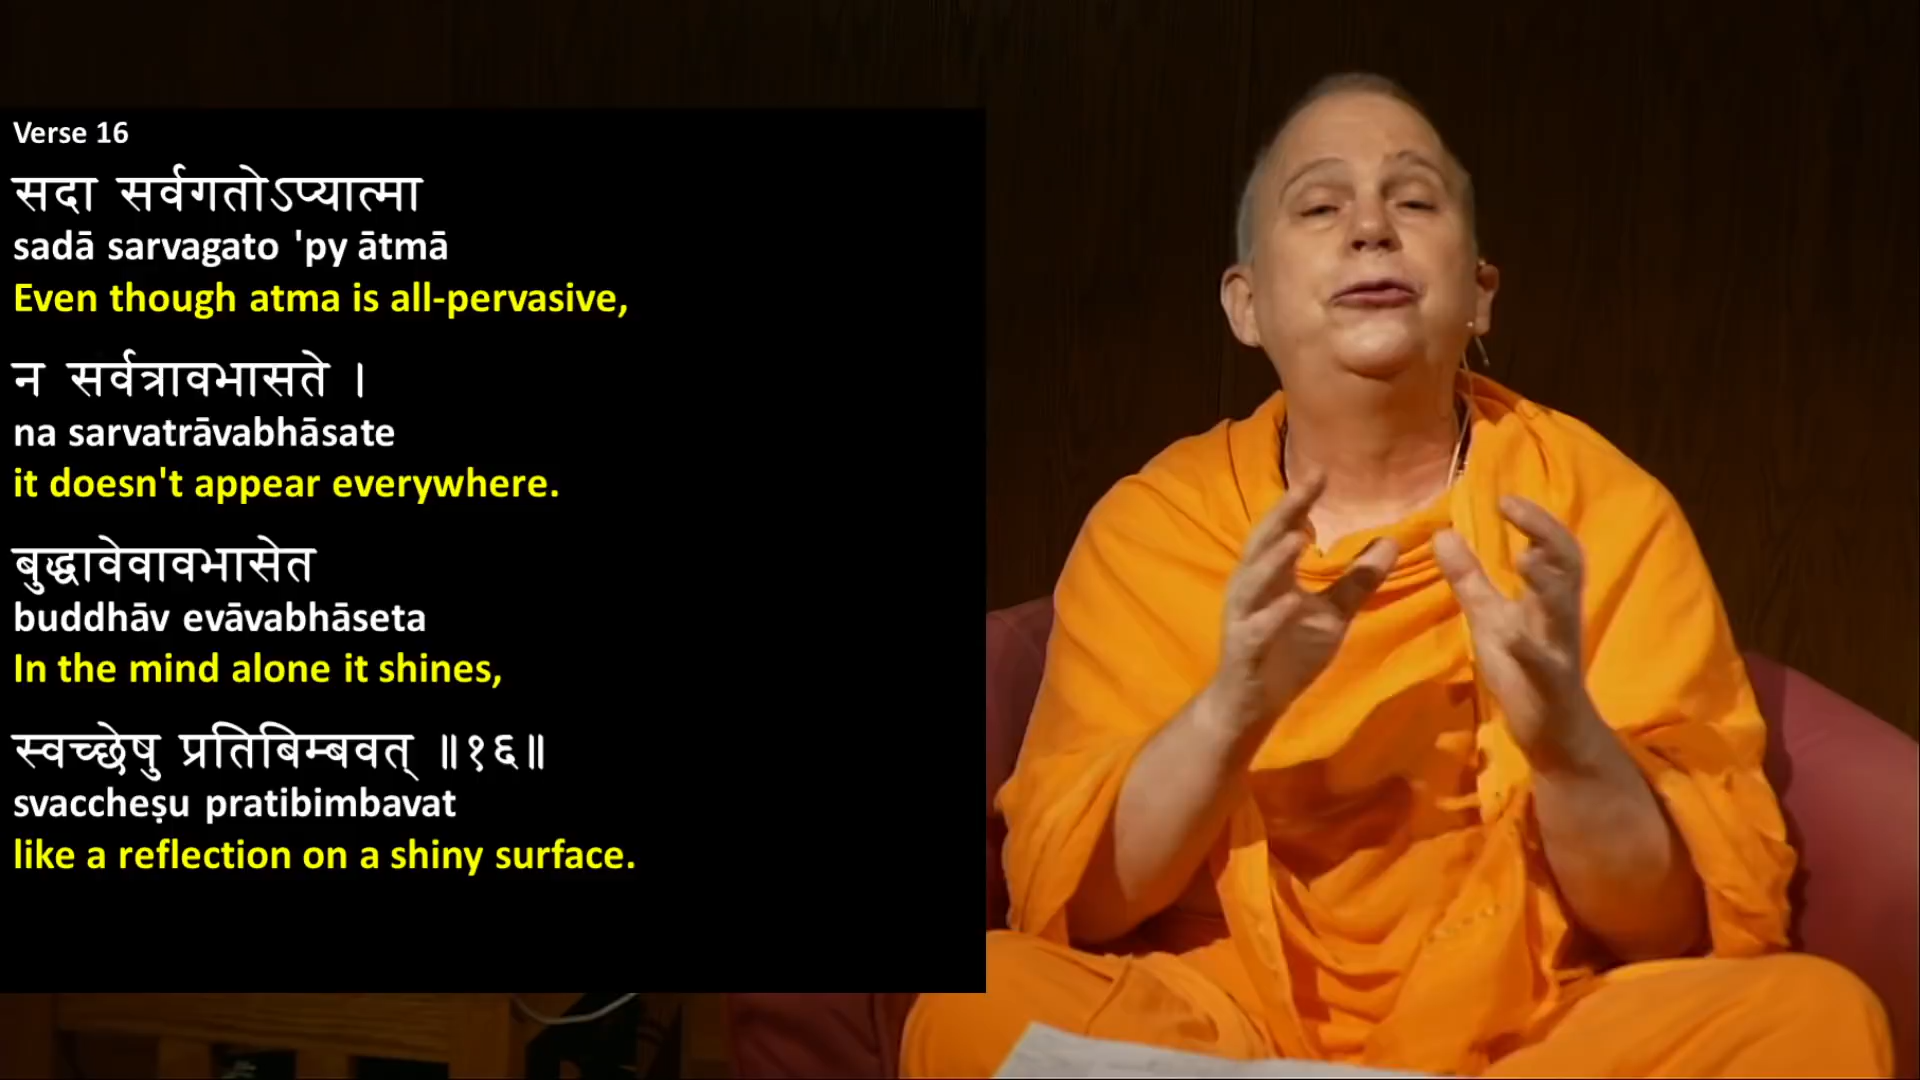 Verse 16
सदा सर्वगतोऽप्यात्मा
sadā sarvagato 'py ātmā
Even though atma is all-pervasive,
न सर्वत्रावभासते ।
na sarvatrāvabhāsate
it doesn't appear everywhere.
बुद्धावेवावभासेत
buddhāv evāvabhāseta
In the mind alone it shines,
स्वच्छेषु प्रतिबिम्बवत् ॥१६॥
svaccheṣu pratibimbavat
like a reflection on a shiny surface.